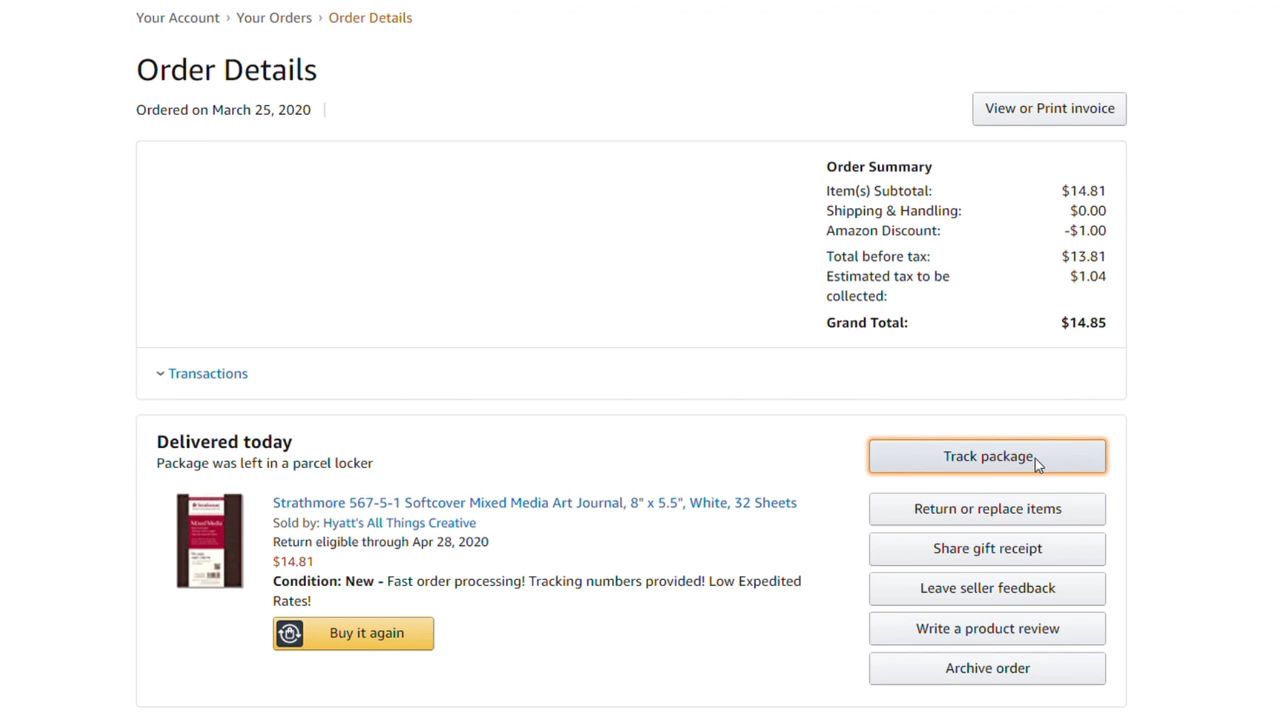 Your Account › Your Orders › Order Details
Order Details
Ordered on March 25, 2020
View or Print invoice
Order Summary
Item(s) Subtotal: $14.81
Shipping & Handling: $0.00
Amazon Discount: -$1.00
Total before tax: $13.81
Estimated tax to be $1.04
collected:
Grand Total: $14.85
Transactions
Delivered today
Package was left in a parcel locker
Track package
Strathmore 567-5-1 Softcover Mixed Media Art Journal, 8" x 5.5", White, 32 Sheets
Sold by: Hyatt's All Things Creative
Return eligible through Apr 28, 2020
$14.81
Condition: New - Fast order processing! Tracking numbers provided! Low Expedited
Rates!
Buy it again
Return or replace items
Share gift receipt
Leave seller feedback
Write a product review
Archive order
Strathmore
Mixed Media